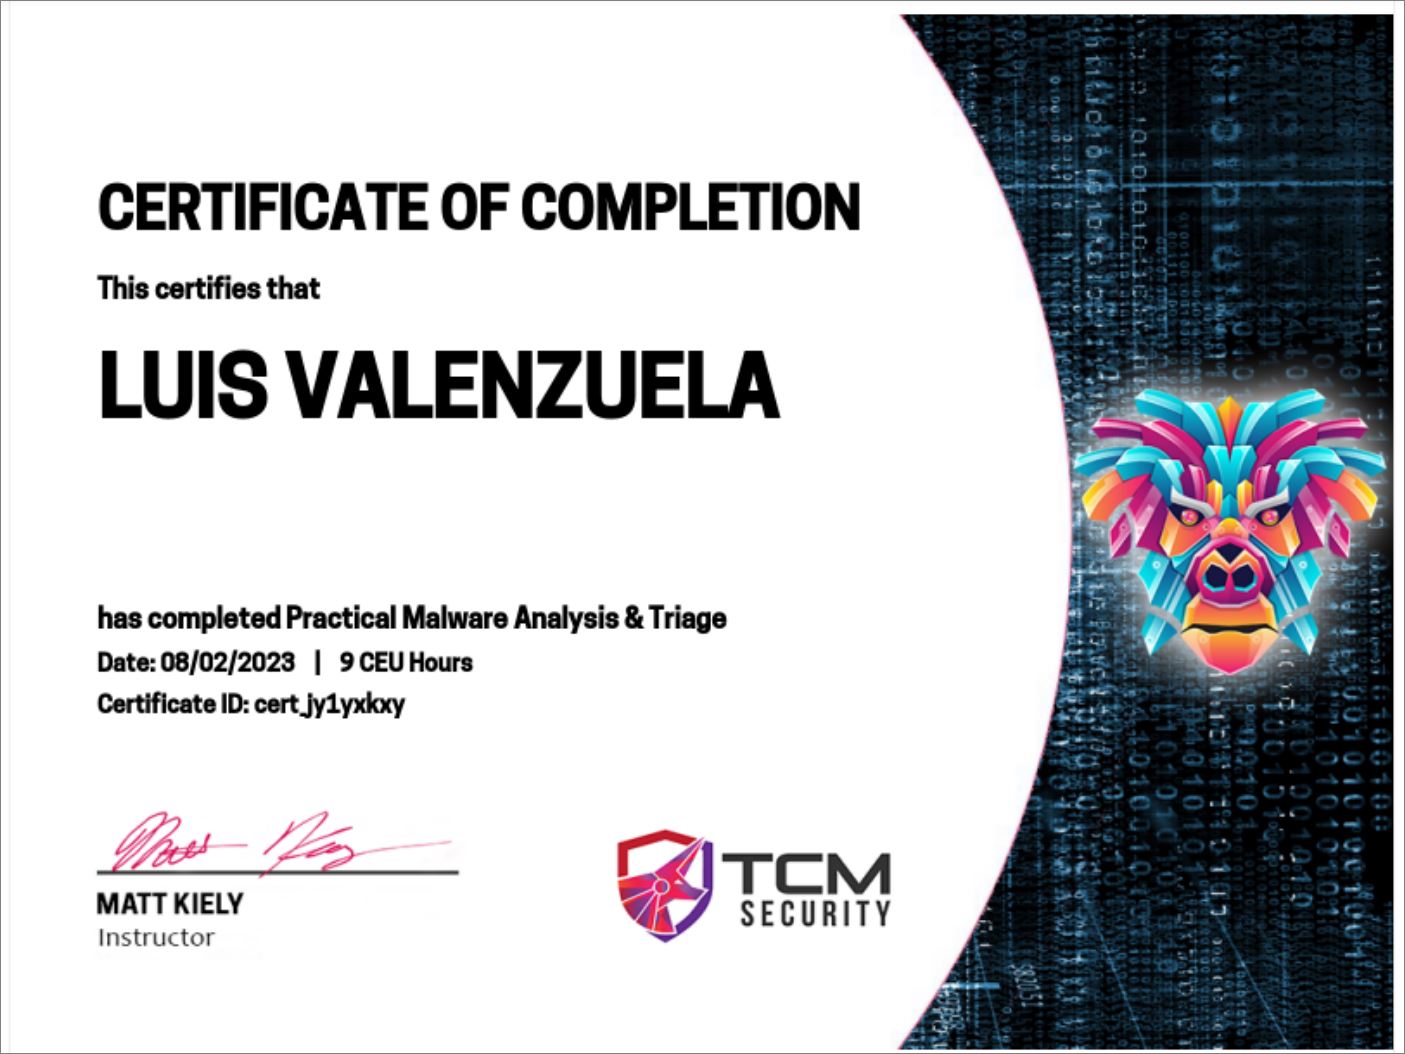 CERTIFICATE OF COMPLETION
This certifies that
LUIS VALENZUELA
has completed Practical Malware Analysis & Triage
Date: 08/02/2023 | 9 CEU Hours
Certificate ID: cert_jy1yxkxy
MATT KIELY
Instructor
TCM
SECURITY